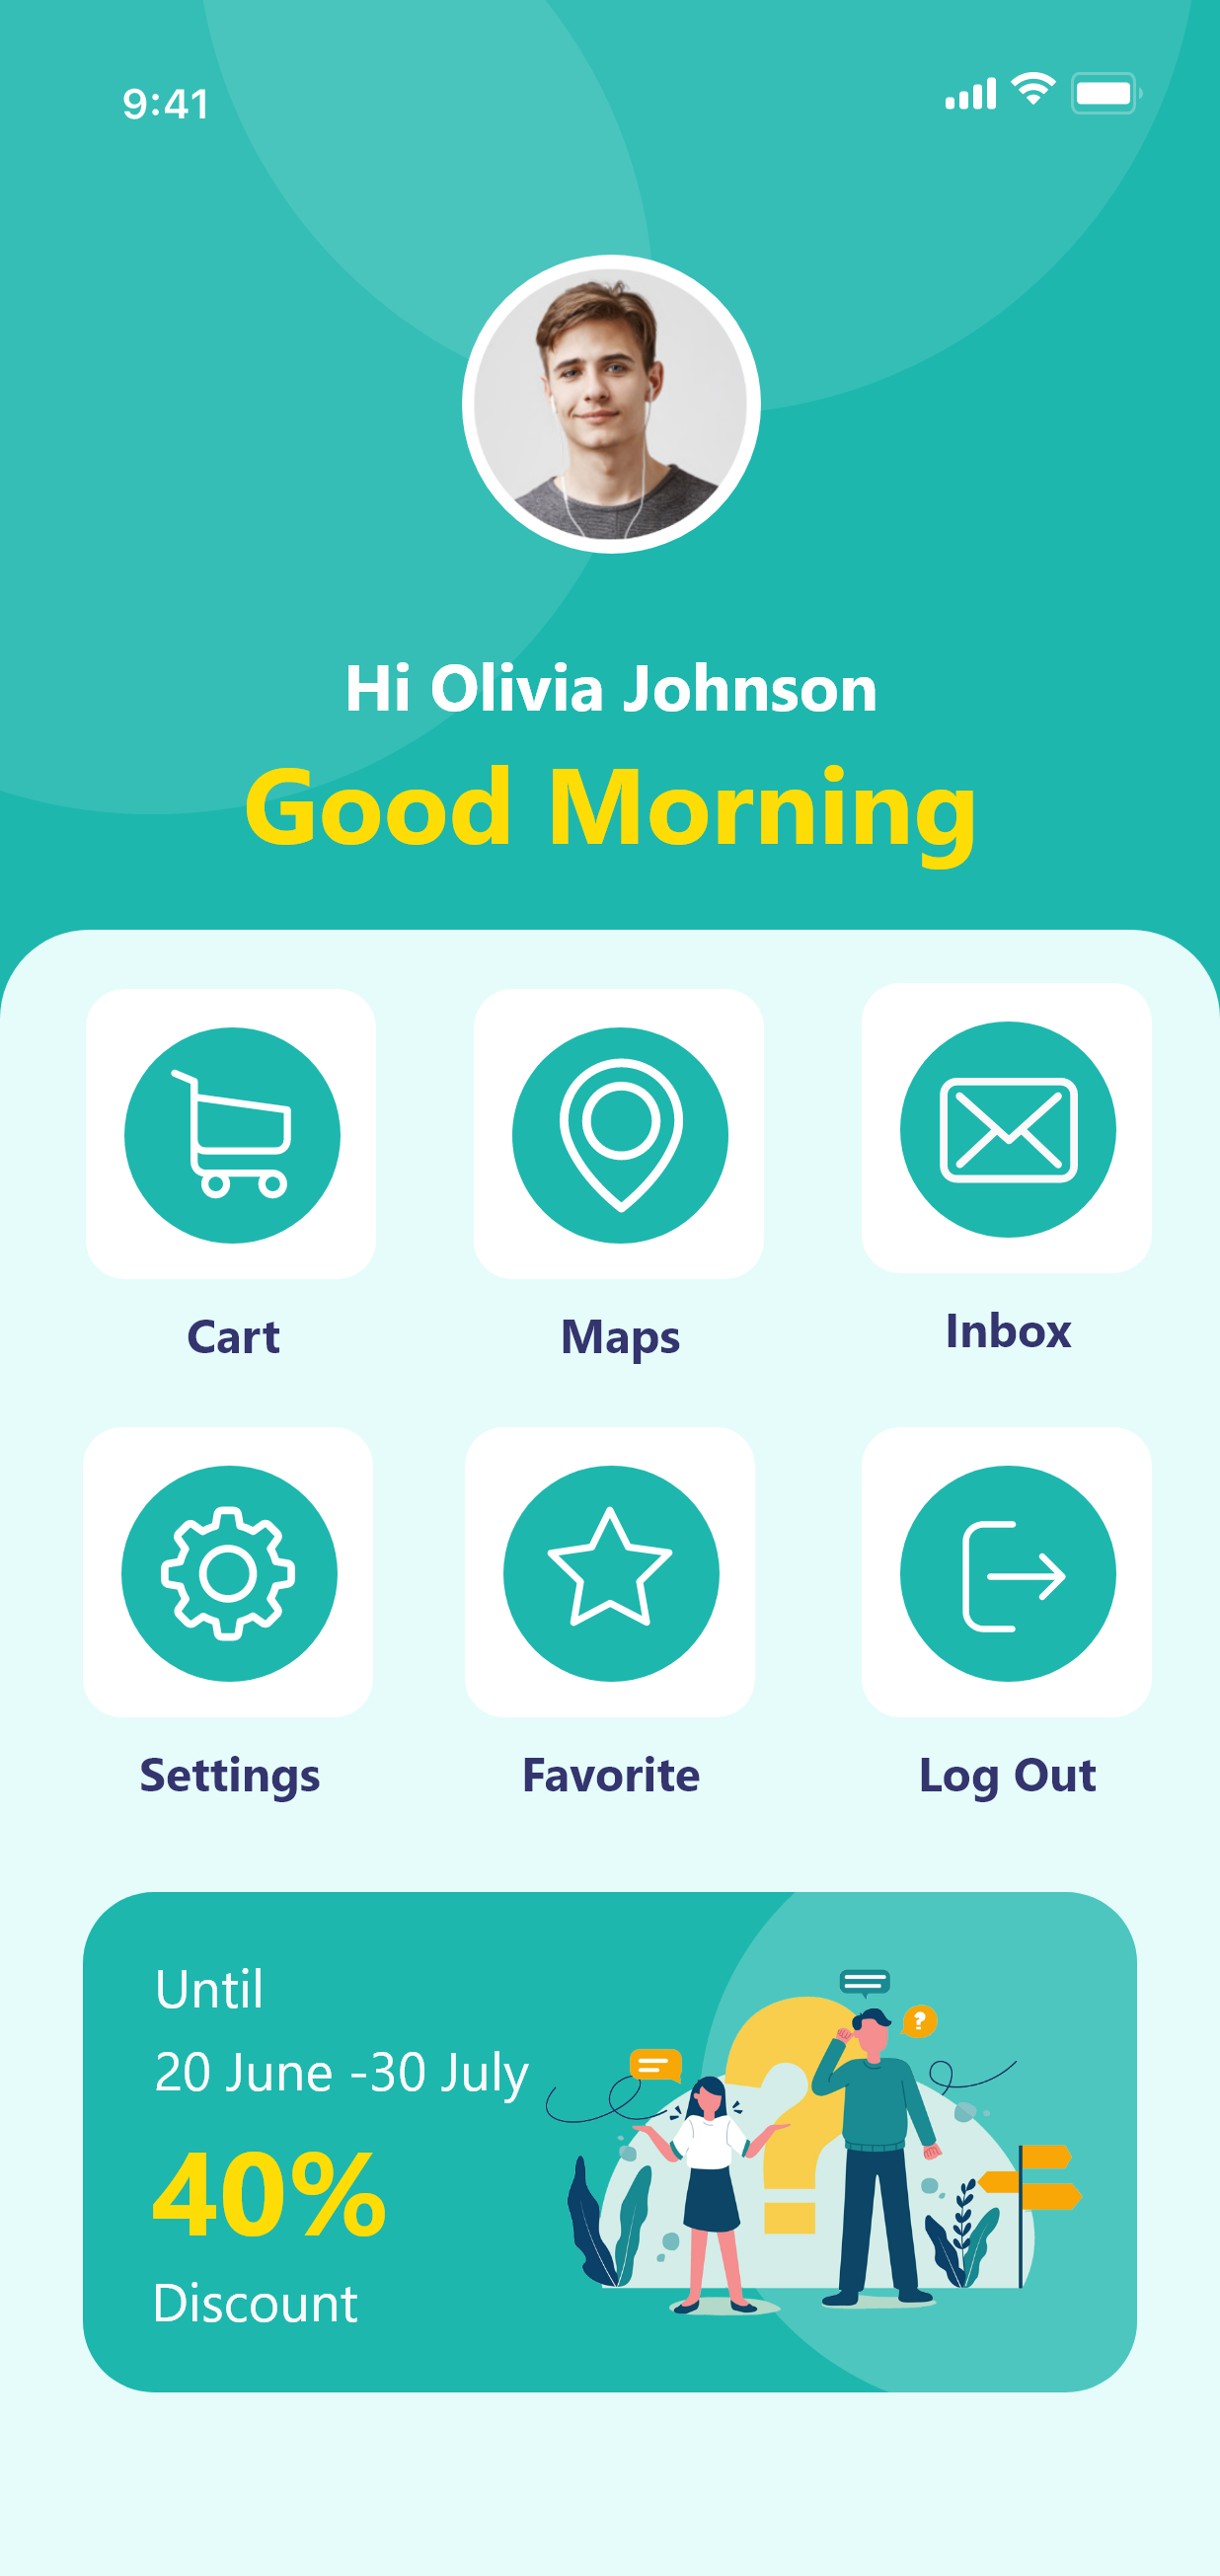 9:41
Hi Olivia Johnson
Good Morning
Cart
Maps
Inbox
Settings
Favorite
Log Out
Until
20 June -30 July
?
?
40%
Discount